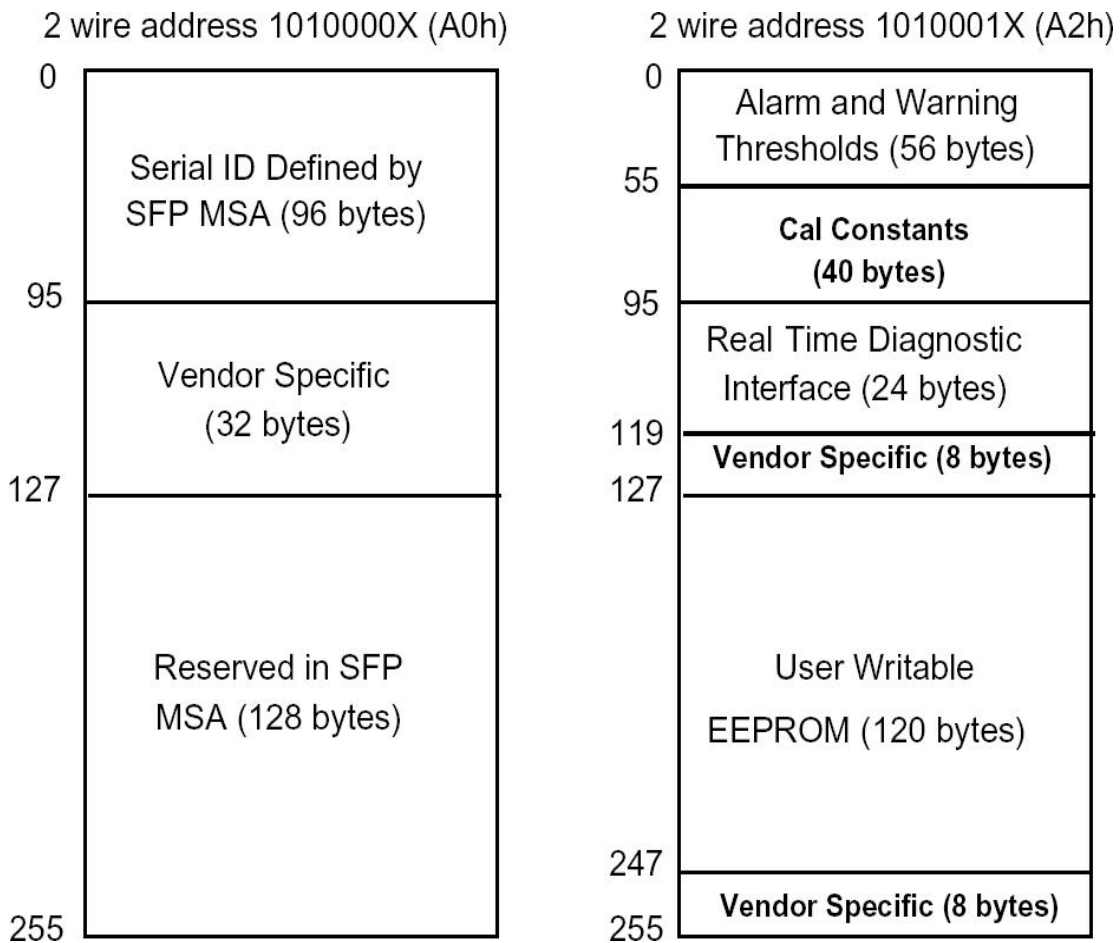 2 wire address 1010000X (A0h)
0
Serial ID Defined by
SFP MSA (96 bytes)
95
Vendor Specific
(32 bytes)
127
Reserved in SFP
MSA (128 bytes)
255
2 wire address 1010001X (A2h)
0
Alarm and Warning
Thresholds (56 bytes)
55
Cal Constants
(40 bytes)
95
Real Time Diagnostic
Interface (24 bytes)
119
Vendor Specific (8 bytes)
127
User Writable
EEPROM (120 bytes)
247
Vendor Specific (8 bytes)
255